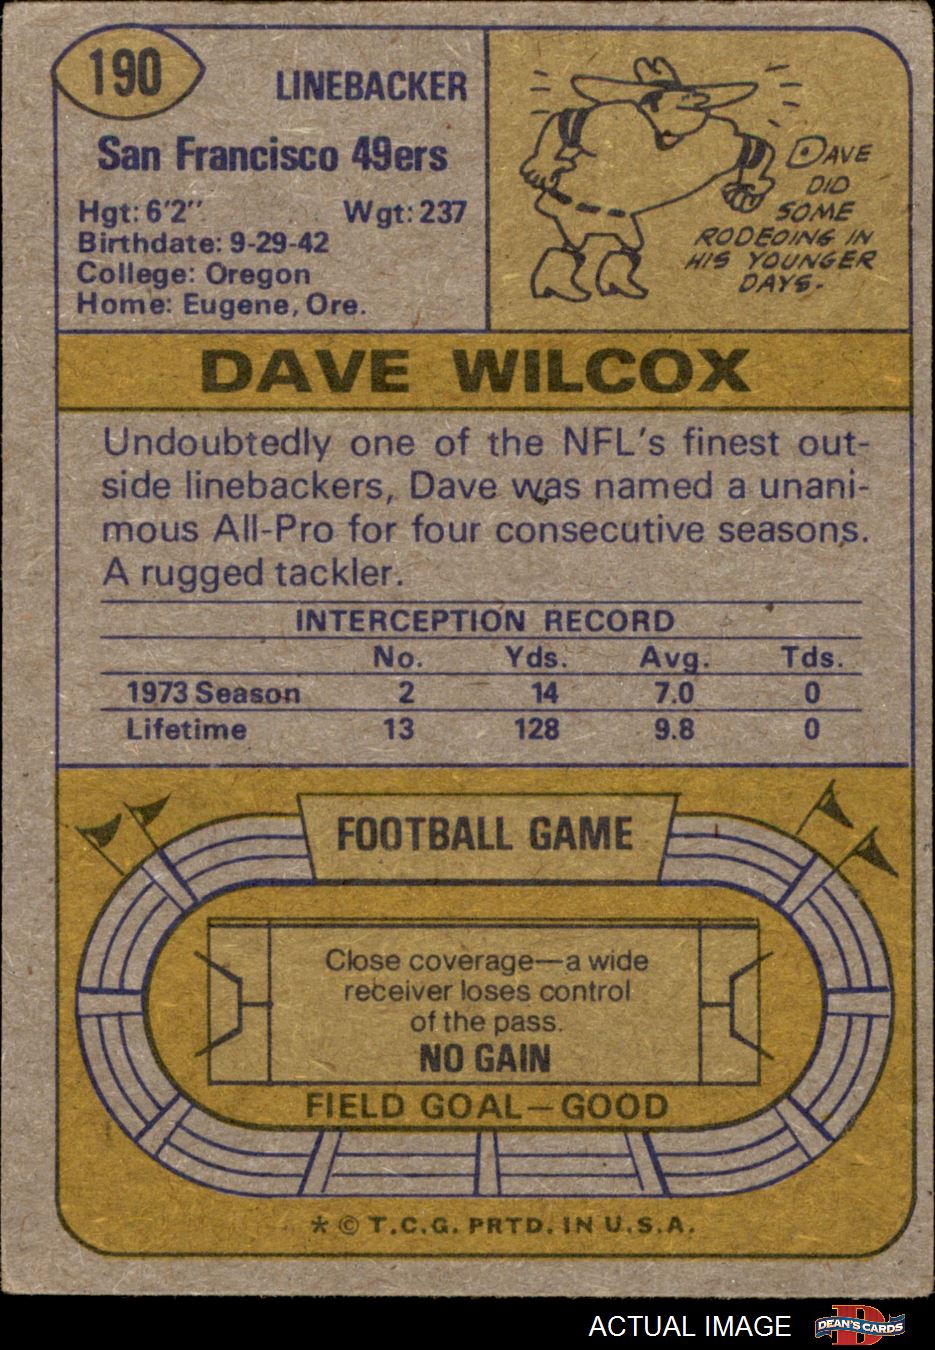 190
LINEBACKER
San Francisco 49ers
Hgt: 6'2" Wgt: 237
Birthdate: 9-29-42
College: Oregon
Home: Eugene, Ore.
DAVE
DID
SOME
RODEOING IN
HIS YOUNGER
DAYS.
DAVE WILCOX
Undoubtedly one of the NFL's finest out-
side linebackers, Dave was named a unani-
mous All-Pro for four consecutive seasons.
A rugged tackler.
INTERCEPTION RECORD
No. Yds. Avg. Tds.
1973 Season 2 14 7.0 0
Lifetime 13 128 9.8 0
FOOTBALL GAME
Close coverage—a wide
receiver loses control
of the pass.
NO GAIN
FIELD GOAL—GOOD
* © T.C.G. PRTD. IN U.S.A.
ACTUAL IMAGE
D
DEAN'S CARDS